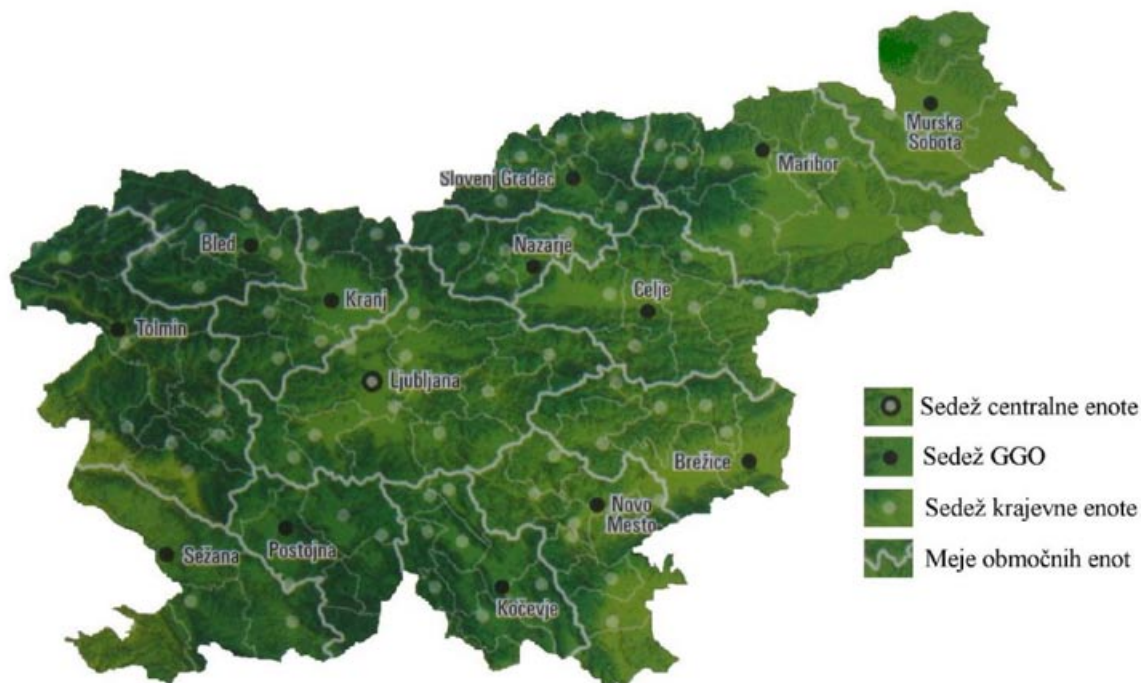 Murska
Sobota
Maribor
Slovenj Gradec
Bled
Nazarje
Kranj
Celje
Tolmin
Ljubljana
Brežice
Novo
Mesto
Postojna
Sežana
Kočevje
Sedež centralne enote
Sedež GGO
Sedež krajevne enote
Meje območnih enot